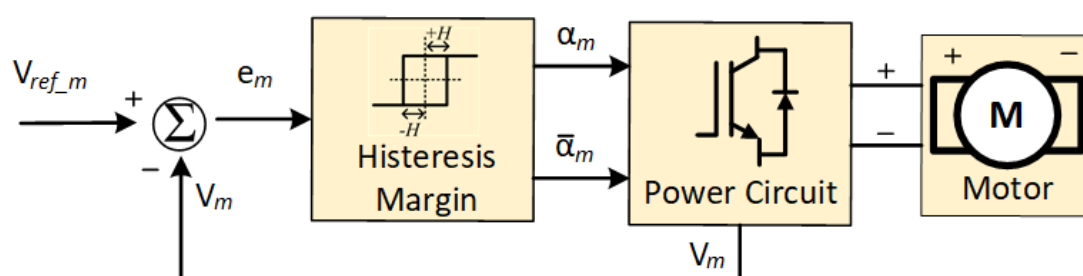 V_ref_m
+
Σ
−
V_m
e_m
+H
-H
Histeresis
Margin
α_m
ᾱ_m
Power Circuit
V_m
+
−
+
-
M
Motor